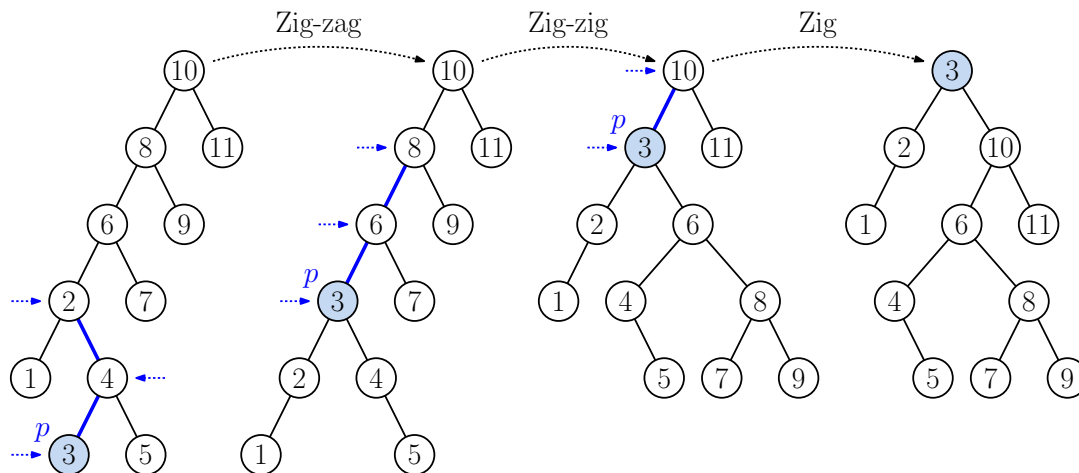 Zig-zag Zig-zig Zig
10 10 10 3
p
8 11 8 11 3 11 2 10
6 9 6 9 2 6 1 6 11
p
2 7 3 7 1 4 8 4 8
1 4 2 4 5 7 9 5 7 9
p
3 5 1 5